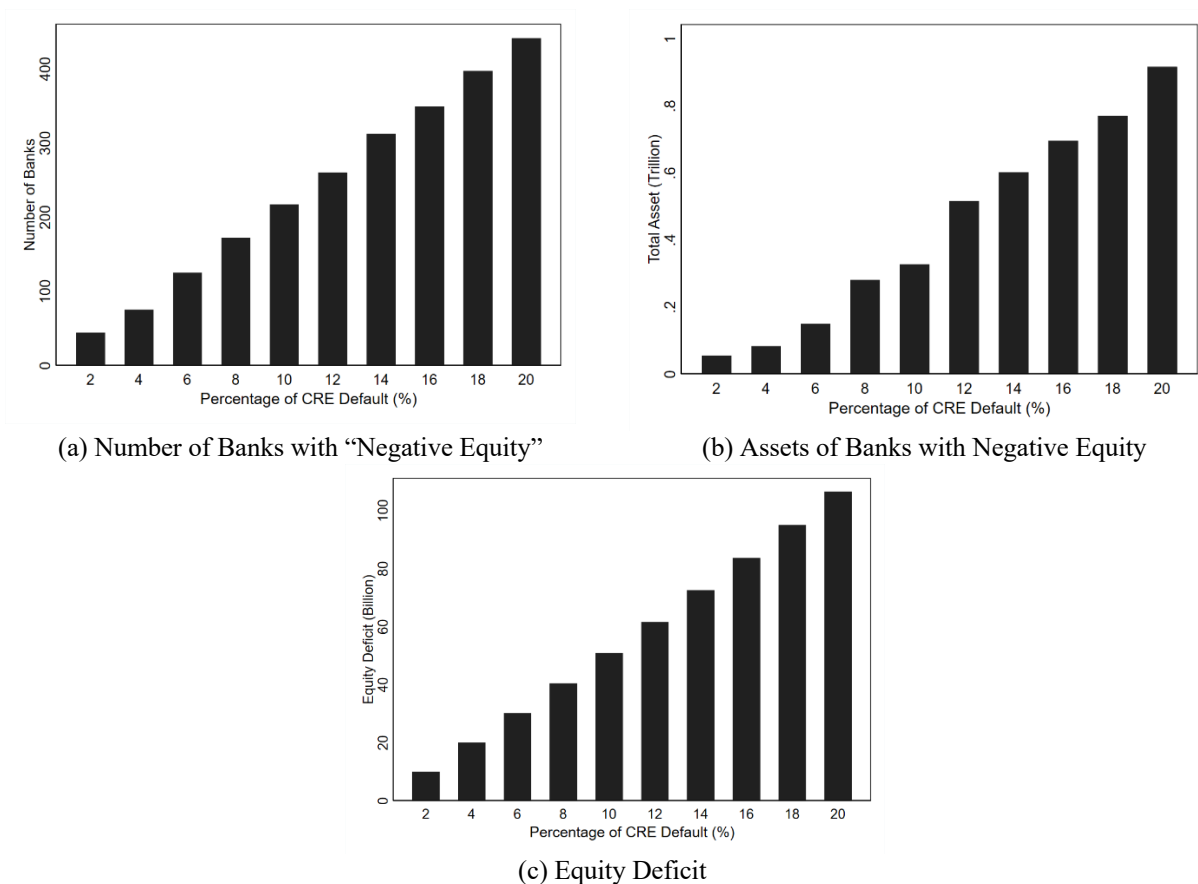 Number of Banks
400
300
200
100
0
2 4 6 8 10 12 14 16 18 20
Percentage of CRE Default (%)
(a) Number of Banks with “Negative Equity”
Total Asset (Trillion)
1
.8
.6
.4
.2
0
2 4 6 8 10 12 14 16 18 20
Percentage of CRE Default (%)
(b) Assets of Banks with Negative Equity
Equity Deficit (Billion)
100
80
60
40
20
0
2 4 6 8 10 12 14 16 18 20
Percentage of CRE Default (%)
(c) Equity Deficit